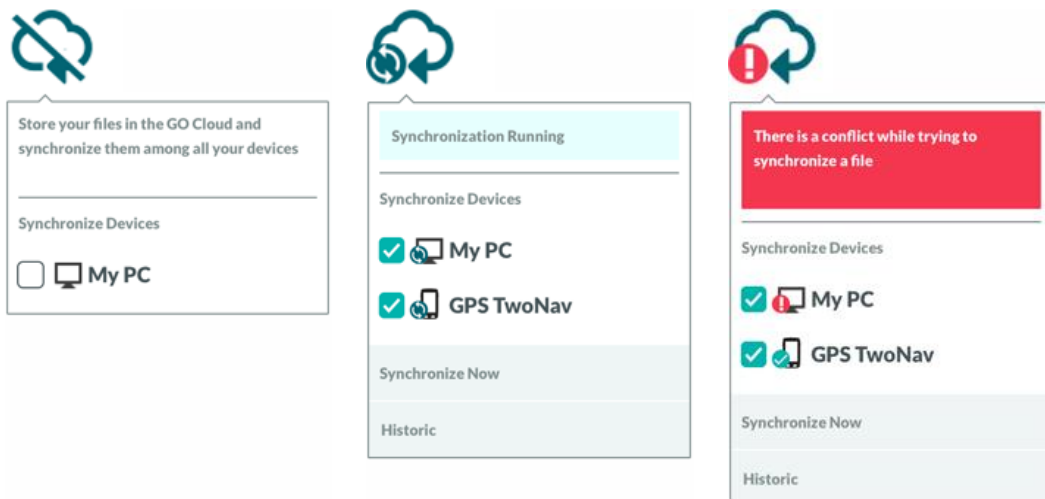 Store your files in the GO Cloud and
synchronize them among all your devices
Synchronize Devices
My PC
Synchronization Running
Synchronize Devices
My PC
GPS TwoNav
Synchronize Now
Historic
There is a conflict while trying to
synchronize a file
Synchronize Devices
My PC
GPS TwoNav
Synchronize Now
Historic